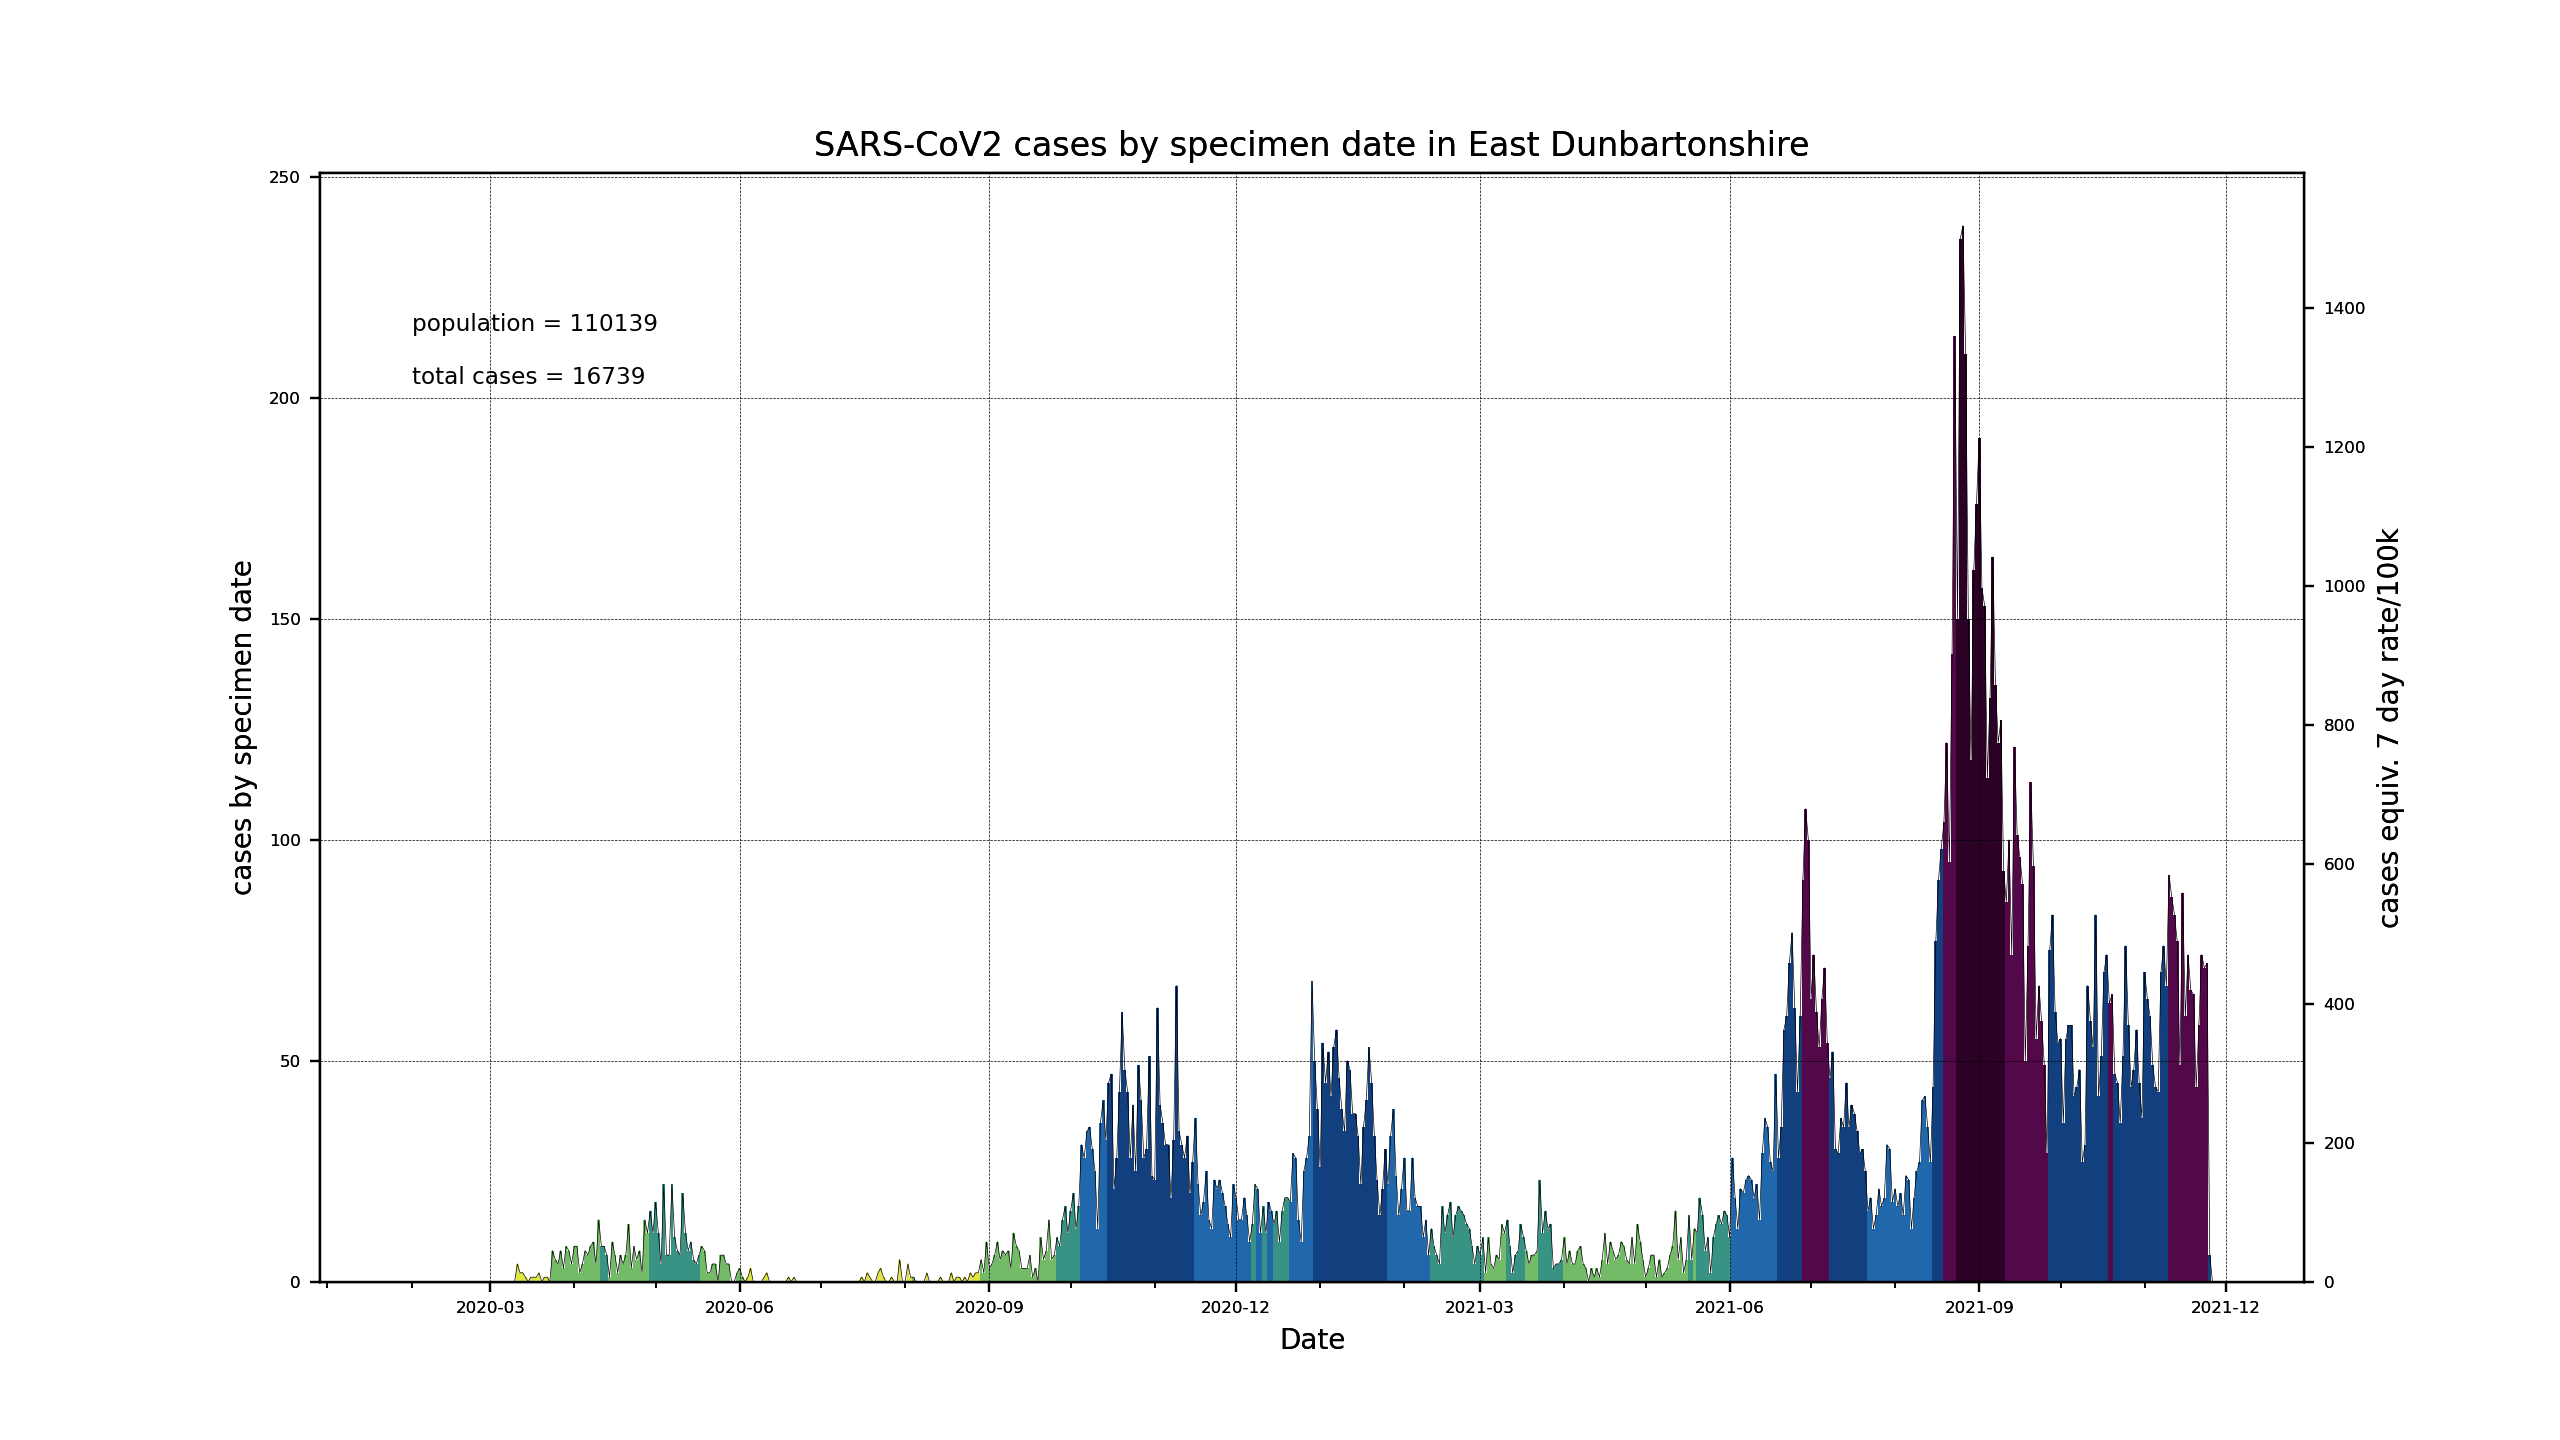 SARS-CoV2 cases by specimen date in East Dunbartonshire
250
200
150
100
50
0
cases by specimen date
population = 110139
total cases = 16739
1400
1200
1000
800
600
400
200
0
cases equiv. 7 day rate/100k
2020-03 2020-06 2020-09 2020-12 2021-03 2021-06 2021-09 2021-12
Date